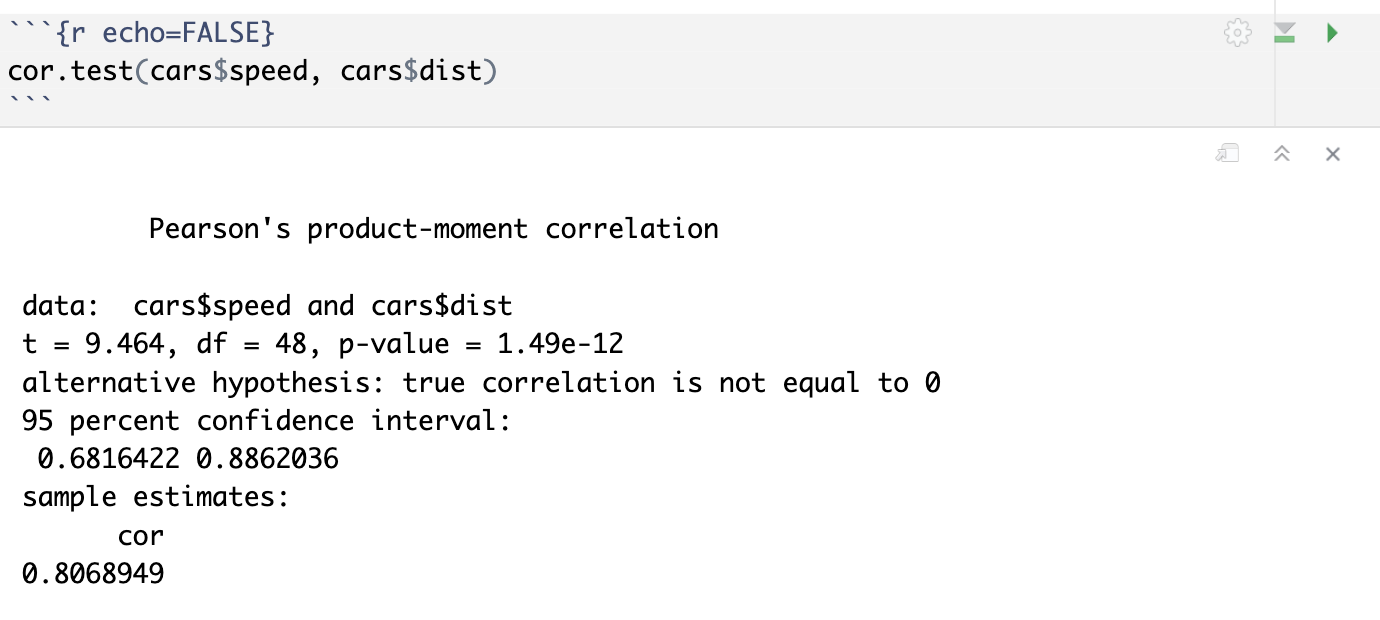 ```{r echo=FALSE}
cor.test(cars$speed, cars$dist)
```
Pearson's product-moment correlation
data:  cars$speed and cars$dist
t = 9.464, df = 48, p-value = 1.49e-12
alternative hypothesis: true correlation is not equal to 0
95 percent confidence interval:
0.6816422 0.8862036
sample estimates:
cor
0.8068949